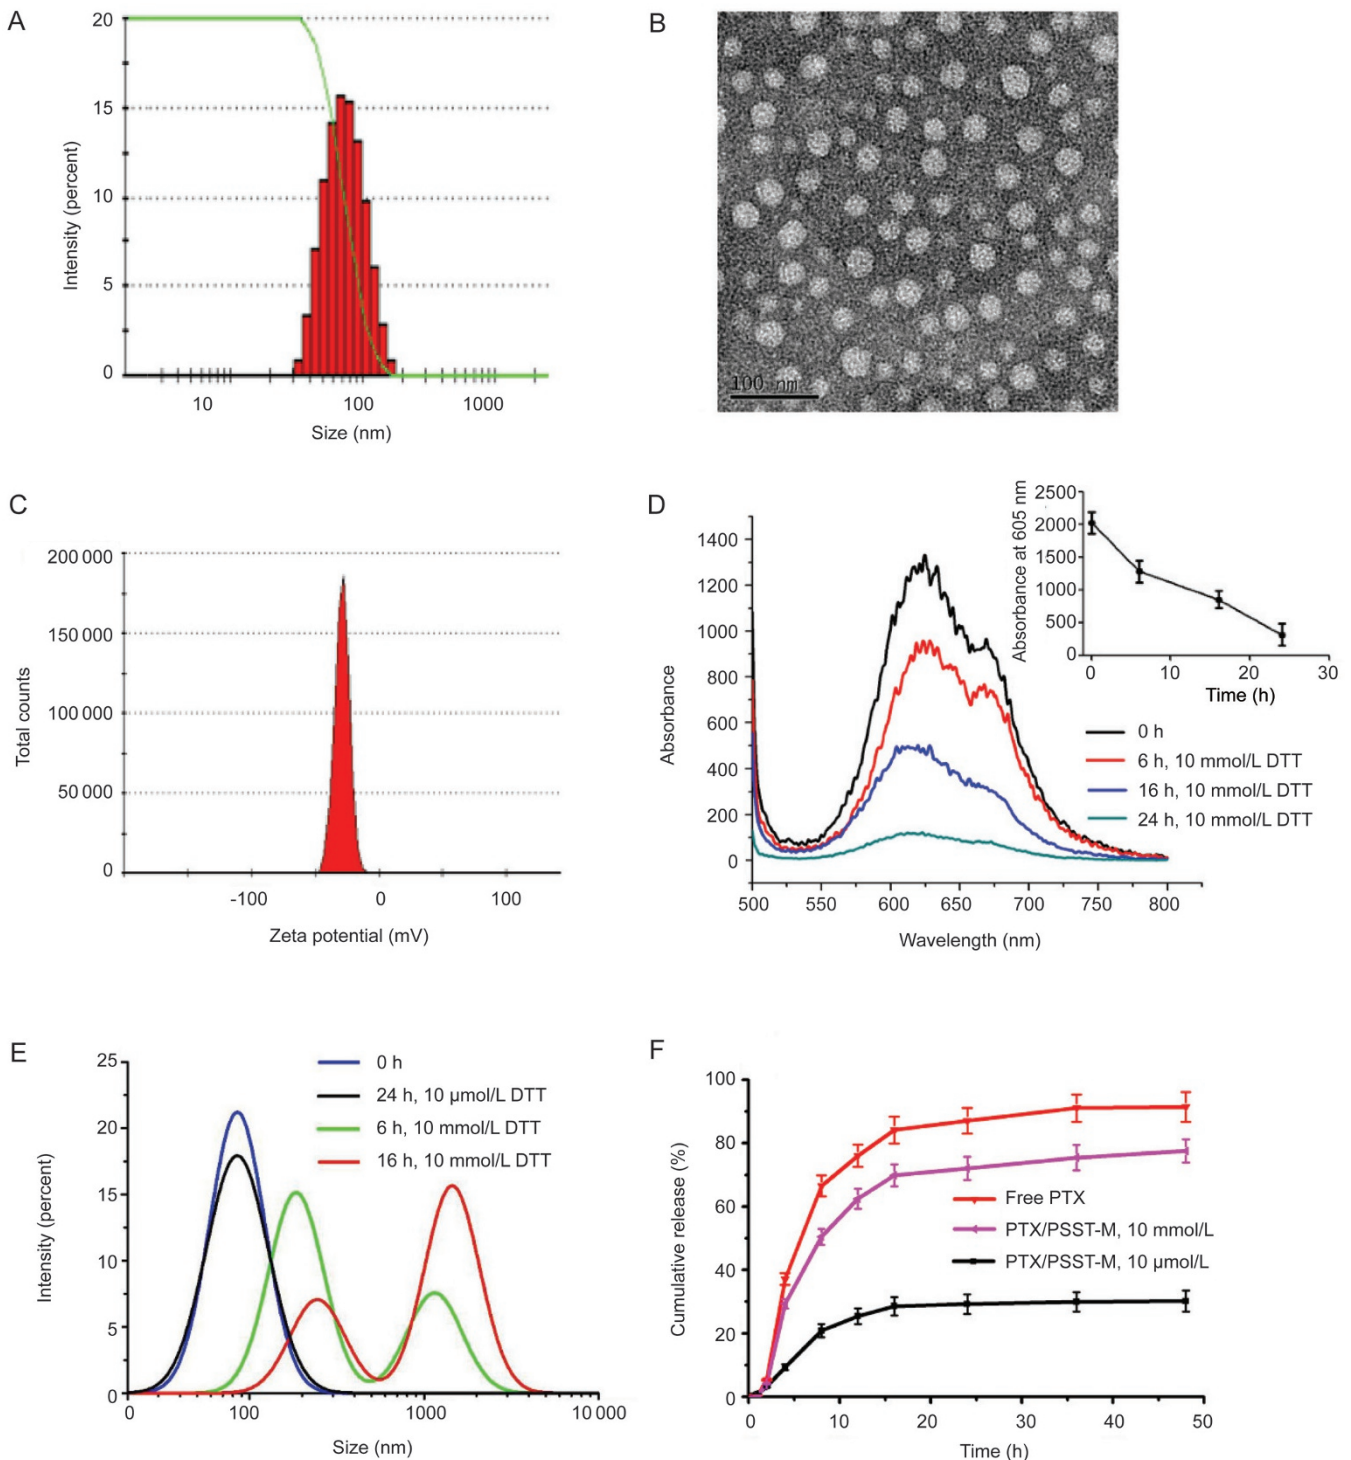 A
20
15
10
5
0
Intensity (percent)
10 100 1000
Size (nm)
B
100 nm
C
200 000
150 000
100 000
50 000
0
Total counts
-100 0 100
Zeta potential (mV)
D
1400
1200
1000
800
600
400
200
0
Absorbance
500 550 600 650 700 750 800
Wavelength (nm)
2500
2000
1500
1000
500
0
Absorbance at 605 nm
0 10 20 30
Time (h)
0 h
6 h, 10 mmol/L DTT
16 h, 10 mmol/L DTT
24 h, 10 mmol/L DTT
E
25
20
15
10
5
0
Intensity (percent)
0 100 1000 10 000
Size (nm)
0 h
24 h, 10 µmol/L DTT
6 h, 10 mmol/L DTT
16 h, 10 mmol/L DTT
F
100
80
60
40
20
0
Cumulative release (%)
0 10 20 30 40 50
Time (h)
Free PTX
PTX/PSST-M, 10 mmol/L
PTX/PSST-M, 10 µmol/L